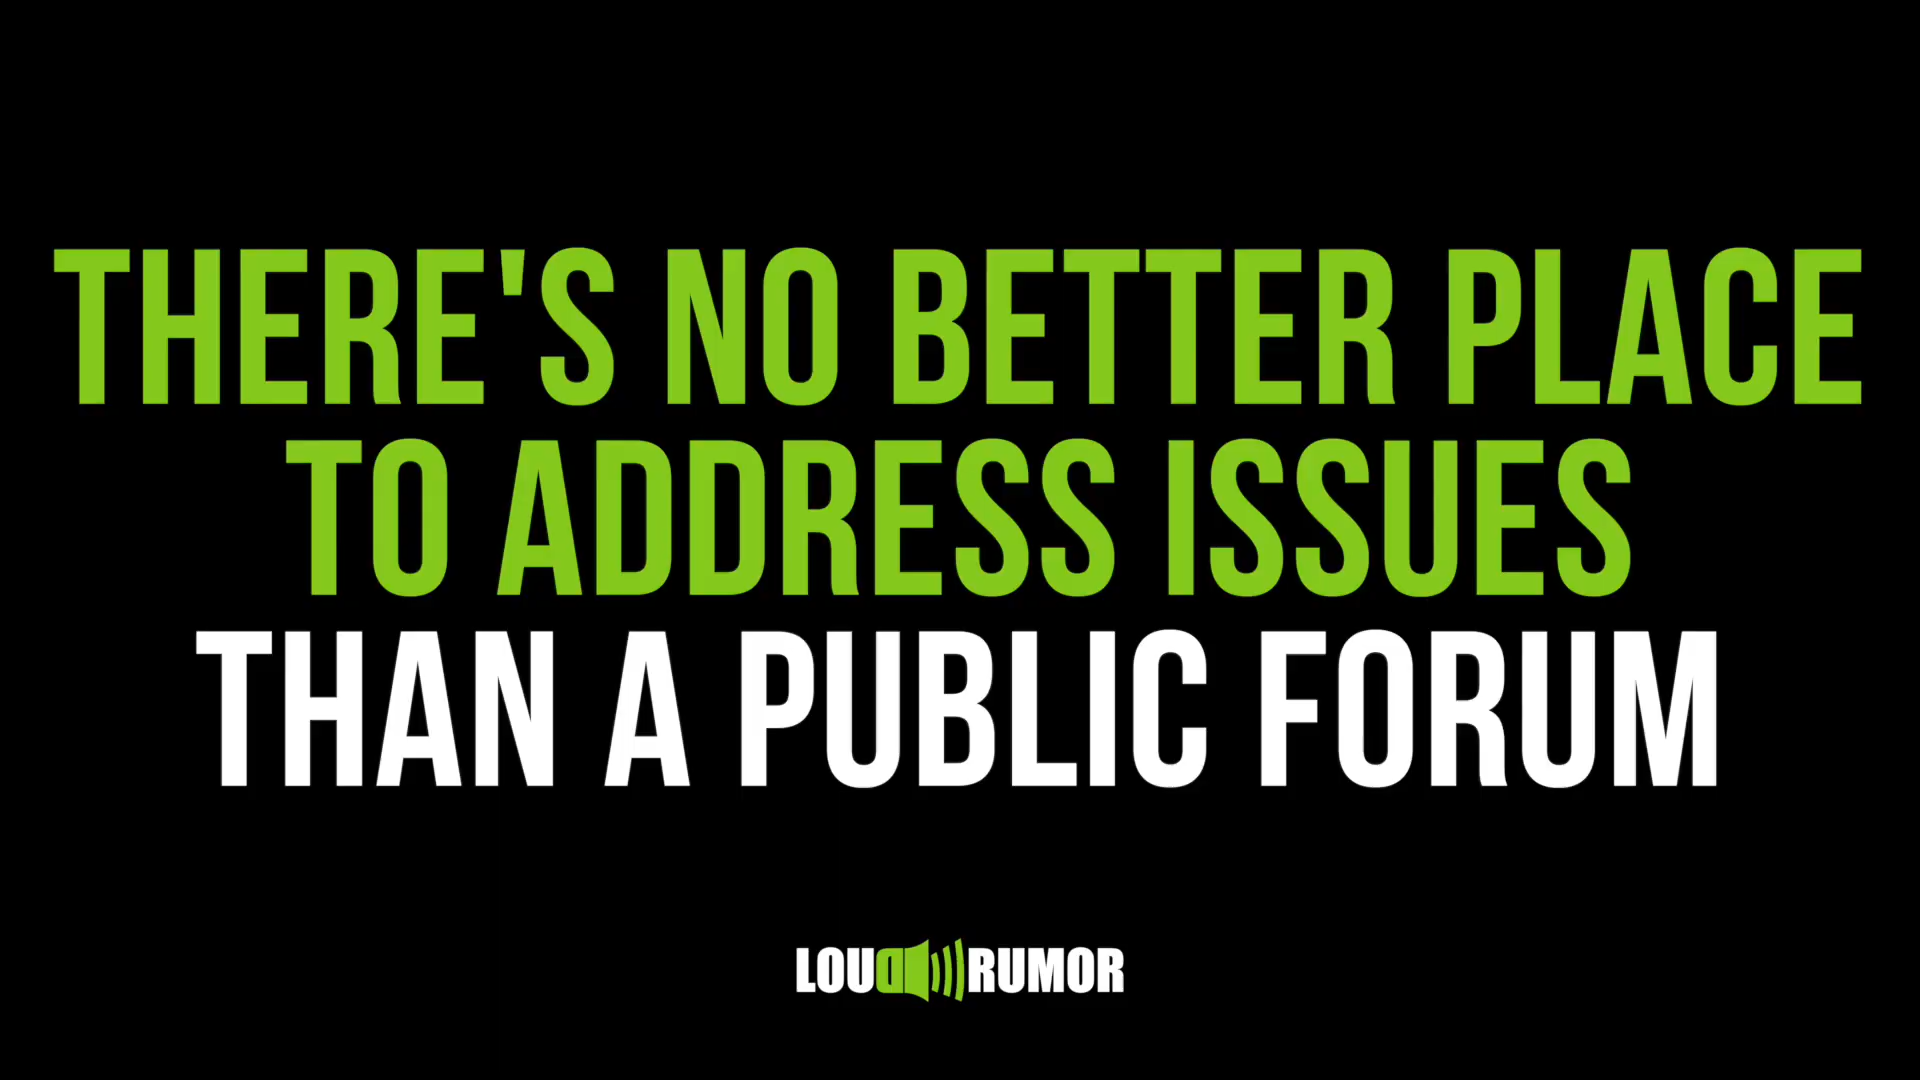 THERE'S NO BETTER PLACE
TO ADDRESS ISSUES
THAN A PUBLIC FORUM
LOUD RUMOR